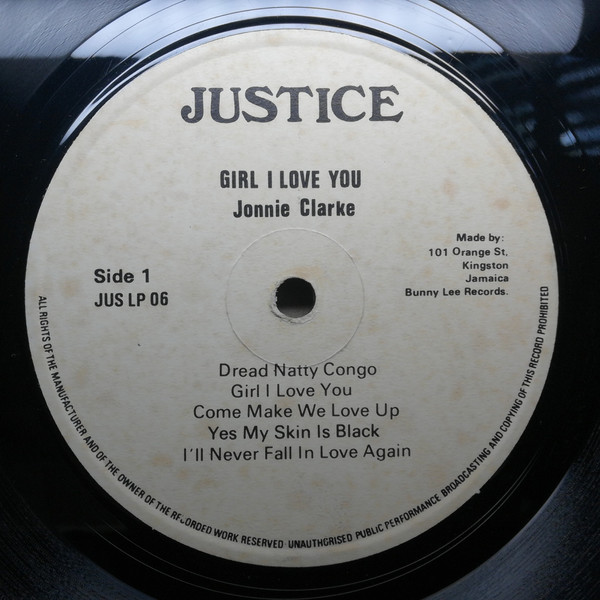 JUSTICE
GIRL I LOVE YOU
Jonnie Clarke
Side 1
JUS LP 06
Made by:
101 Orange St,
Kingston
Jamaica
Bunny Lee Records.
Dread Natty Congo
Girl I Love You
Come Make We Love Up
Yes My Skin Is Black
I'll Never Fall In Love Again
ALL RIGHTS OF THE MANUFACTURER AND OF THE OWNER OF THE RECORDED WORK RESERVED · UNAUTHGRISED PUBLIC PERFORMANCE BROADCASTING AND COPYING OF THIS RECORD PROHIBITED